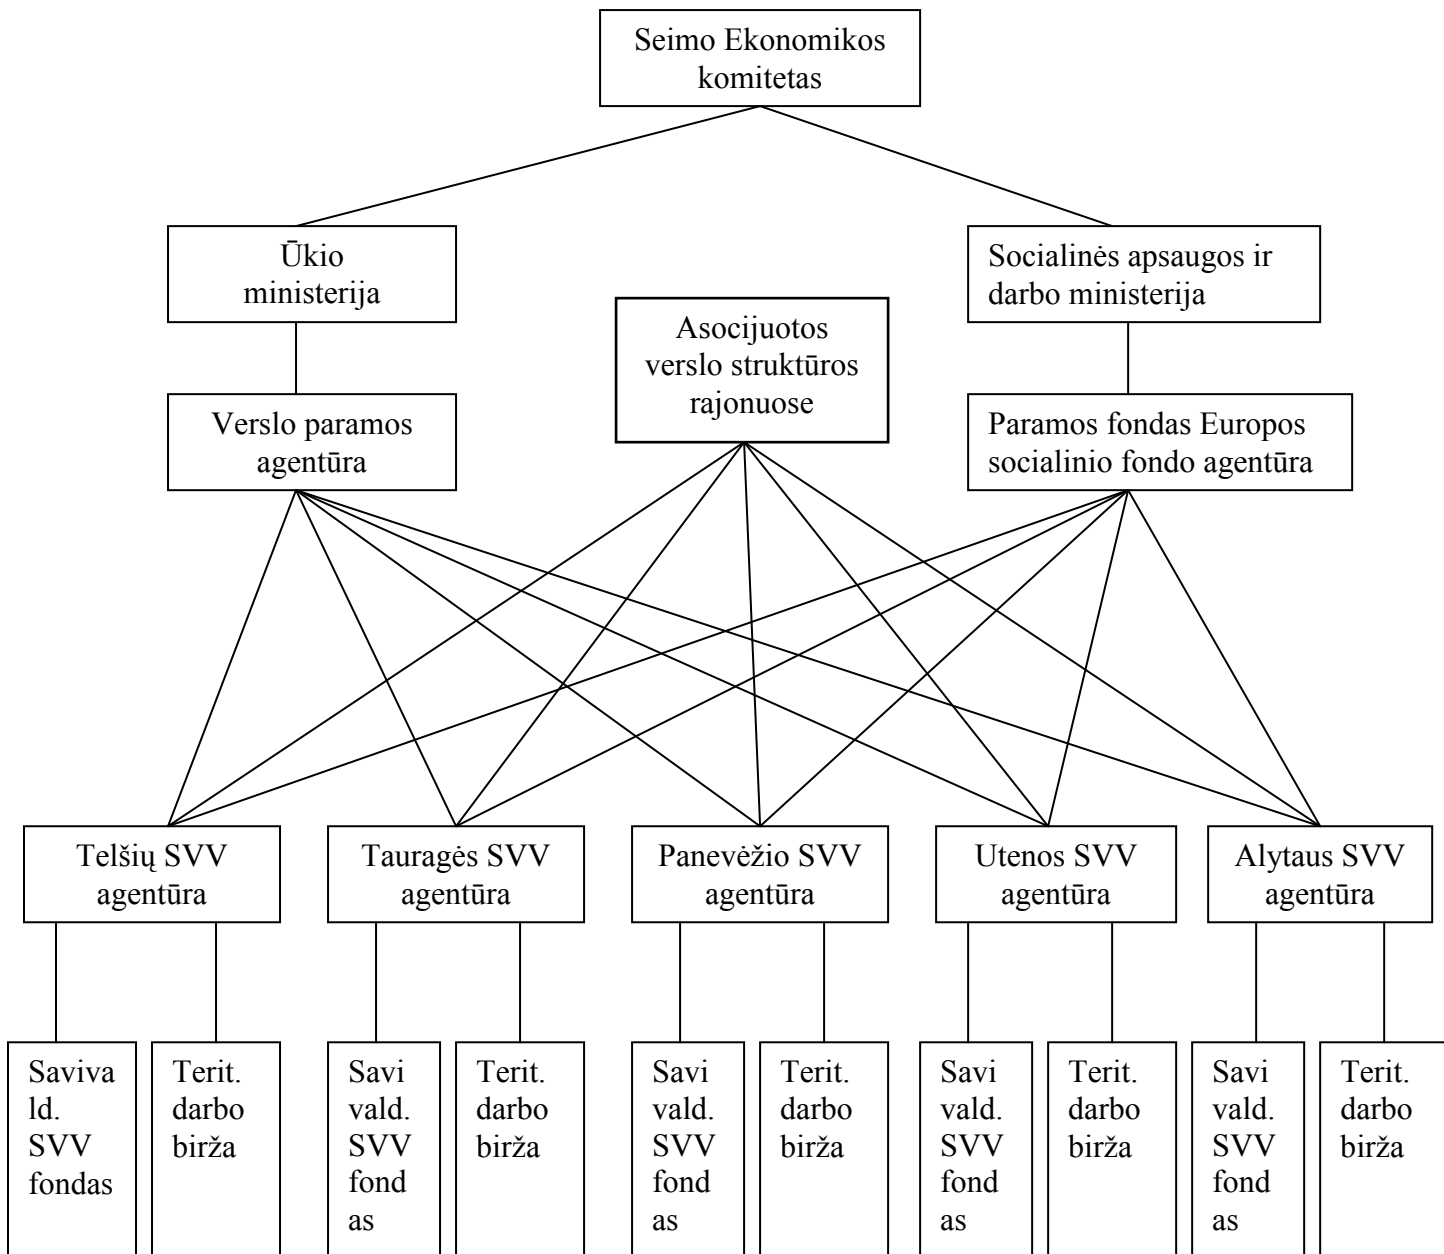 Seimo Ekonomikos
komitetas
Ūkio
ministerija
Socialinės apsaugos ir
darbo ministerija
Asocijuotos
verslo struktūros
rajonuose
Verslo paramos
agentūra
Paramos fondas Europos
socialinio fondo agentūra
Telšių SVV
agentūra
Tauragės SVV
agentūra
Panevėžio SVV
agentūra
Utenos SVV
agentūra
Alytaus SVV
agentūra
Saviva
ld.
SVV
fondas
Terit.
darbo
birža
Savi
vald.
SVV
fond
as
Terit.
darbo
birža
Savi
vald.
SVV
fond
as
Terit.
darbo
birža
Savi
vald.
SVV
fond
as
Terit.
darbo
birža
Savi
vald.
SVV
fond
as
Terit.
darbo
birža